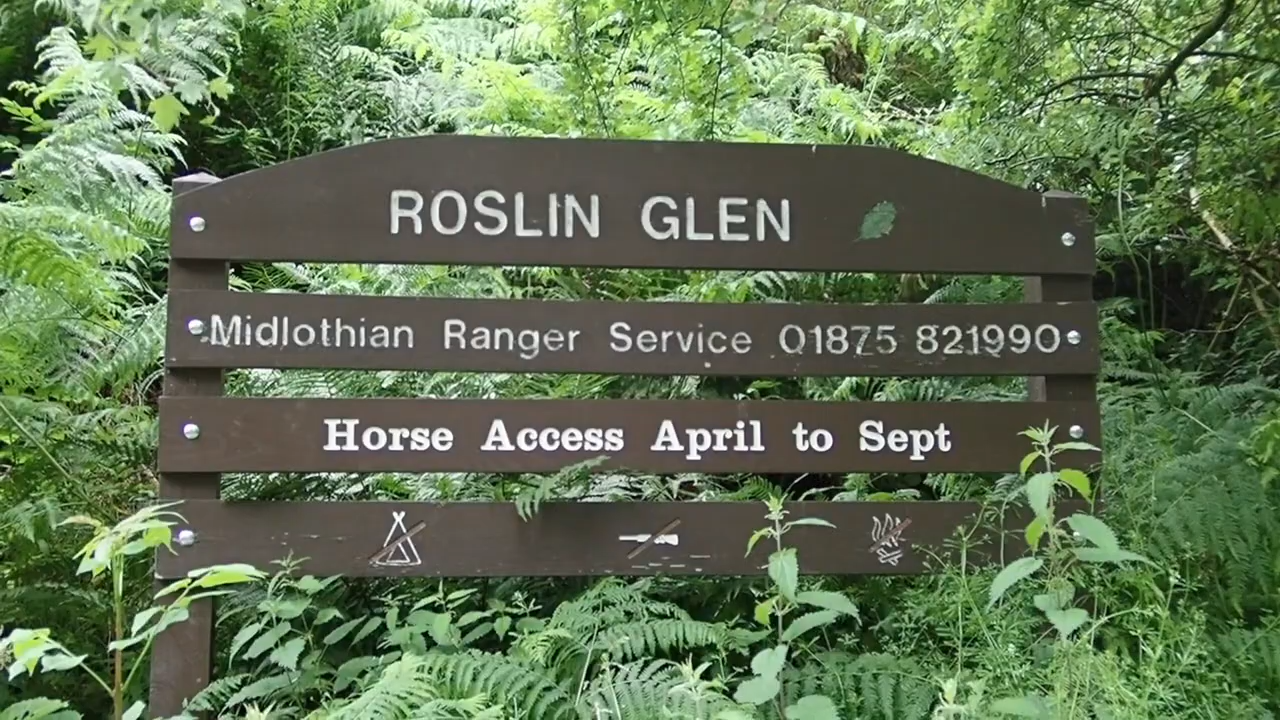 ROSLIN GLEN
Midlothian Ranger Service 01875 821990
Horse Access April to Sept